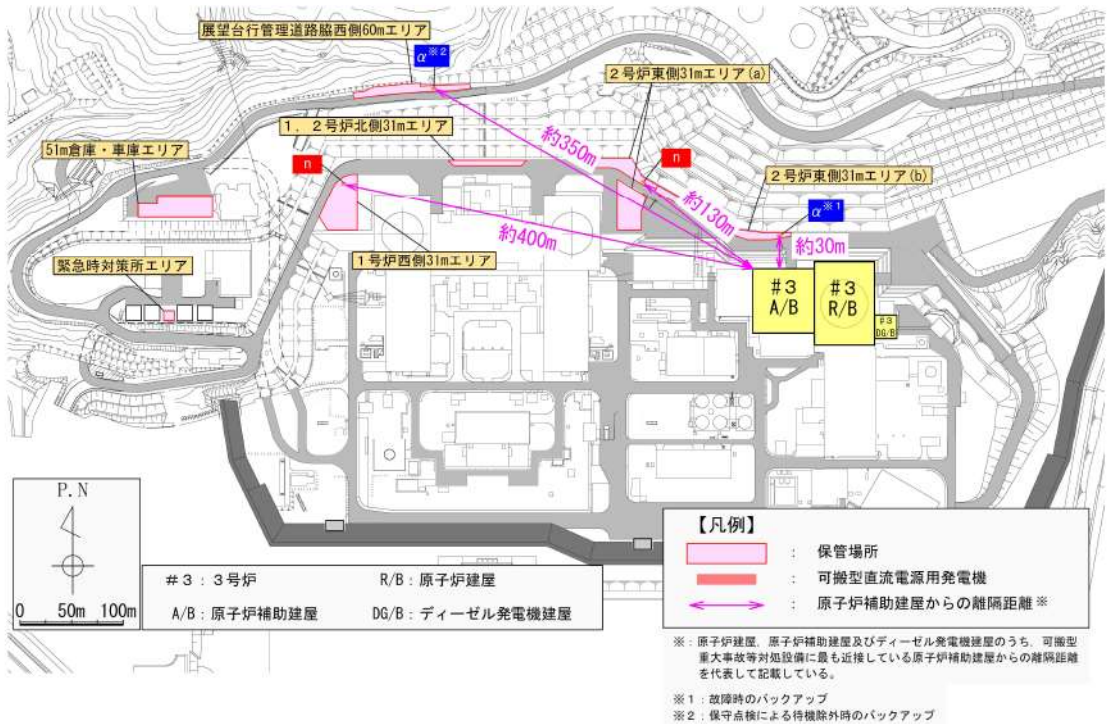 展望台行管理道路脇西側60mエリア
α※2
2号炉東側31mエリア(a)
1，2号炉北側31mエリア
51m倉庫・車庫エリア
n
約350m
n
2号炉東側31mエリア(b)
約130m
α※1
約400m
約30m
緊急時対策所エリア
1号炉西側31mエリア
#3
A/B
#3
R/B
#3
DG/B
P.N
0 50m 100m
#3：3号炉
R/B：原子炉建屋
A/B：原子炉補助建屋
DG/B：ディーゼル発電機建屋
【凡例】
： 保管場所
： 可搬型直流電源用発電機
： 原子炉補助建屋からの離隔距離※
※：原子炉建屋，原子炉補助建屋及びディーゼル発電機建屋のうち，可搬型
重大事故等対処設備に最も近接している原子炉補助建屋からの離隔距離
を代表して記載している。
※1：故障時のバックアップ
※2：保守点検による待機除外時のバックアップ